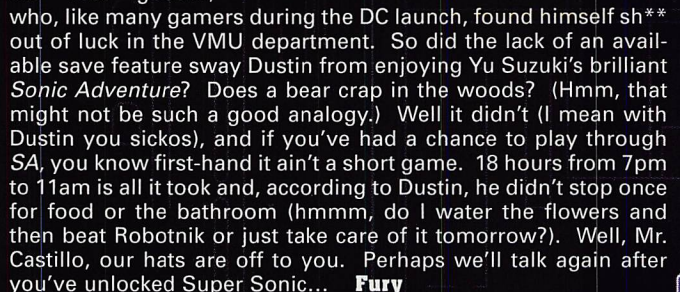 who, like many gamers during the DC launch, found himself sh**
out of luck in the VMU department. So did the lack of an avail-
able save feature sway Dustin from enjoying Yu Suzuki's brilliant
Sonic Adventure? Does a bear crap in the woods? (Hmm, that
might not be such a good analogy.) Well it didn't (I mean with
Dustin you sickos), and if you've had a chance to play through
SA, you know first-hand it ain't a short game. 18 hours from 7pm
to 11am is all it took and, according to Dustin, he didn't stop once
for food or the bathroom (hmmm, do I water the flowers and
then beat Robotnik or just take care of it tomorrow?). Well, Mr.
Castillo, our hats are off to you. Perhaps we'll talk again after
you've unlocked Super Sonic... Fury